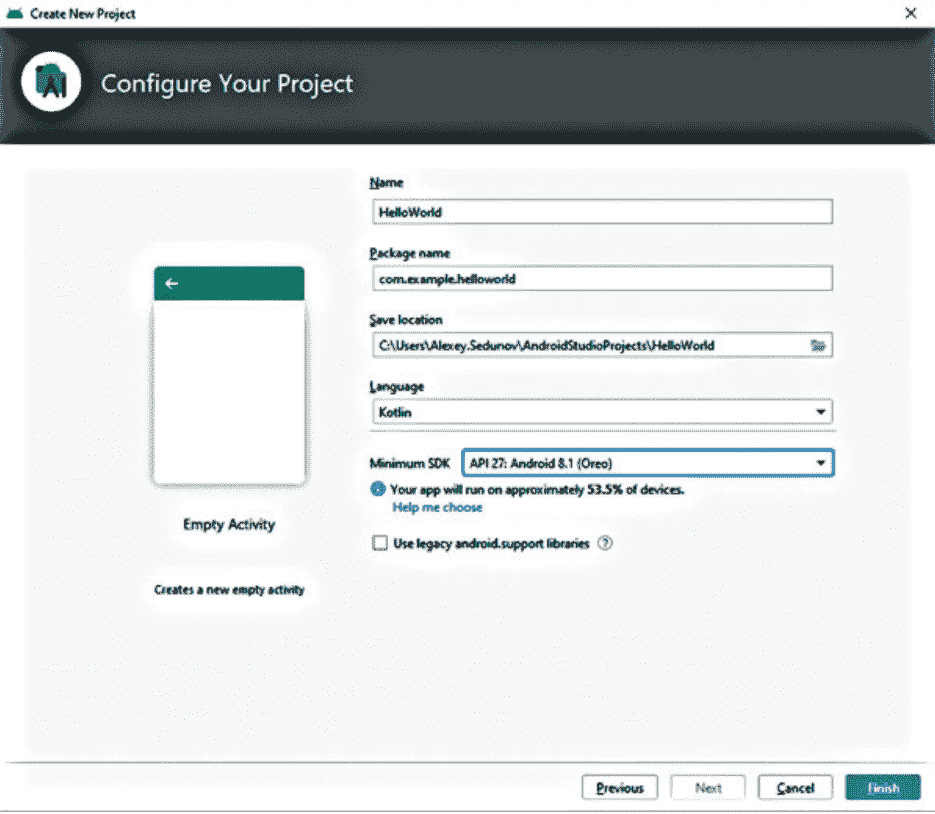 Create New Project
Configure Your Project
Name
HelloWorld
Package name
com.example.helloworld
Save location
C:\Users\Alexey.Sedunov\AndroidStudioProjects\HelloWorld
Language
Kotlin
Minimum SDK API 27: Android 8.1 (Oreo)
Your app will run on approximately 53.5% of devices.
Help me choose
Use legacy android.support libraries ?
Empty Activity
Creates a new empty activity
Previous Next Cancel Finish